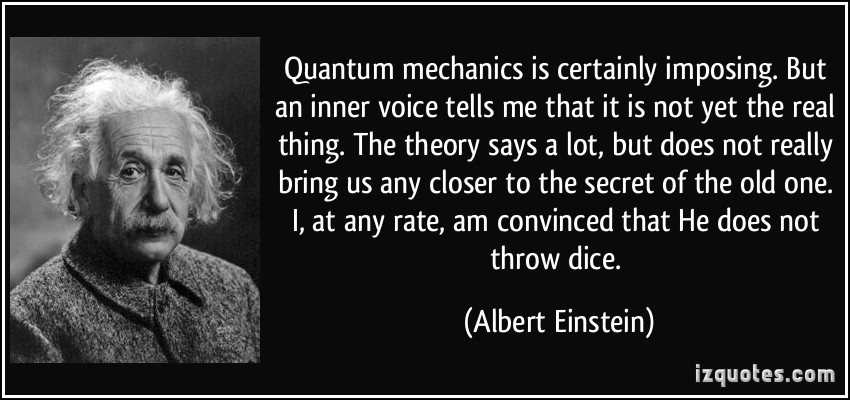 Quantum mechanics is certainly imposing. But
an inner voice tells me that it is not yet the real
thing. The theory says a lot, but does not really
bring us any closer to the secret of the old one.
I, at any rate, am convinced that He does not
throw dice.
(Albert Einstein)
izquotes.com